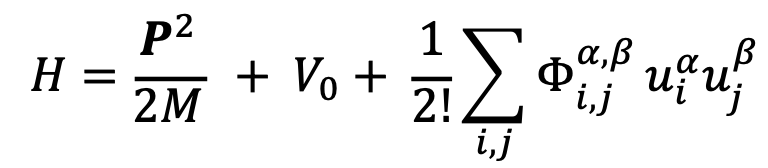 H = P²/2M + V₀ + 1/2! ∑_{i,j} Φ_{i,j}^{α,β} u_i^α u_j^β